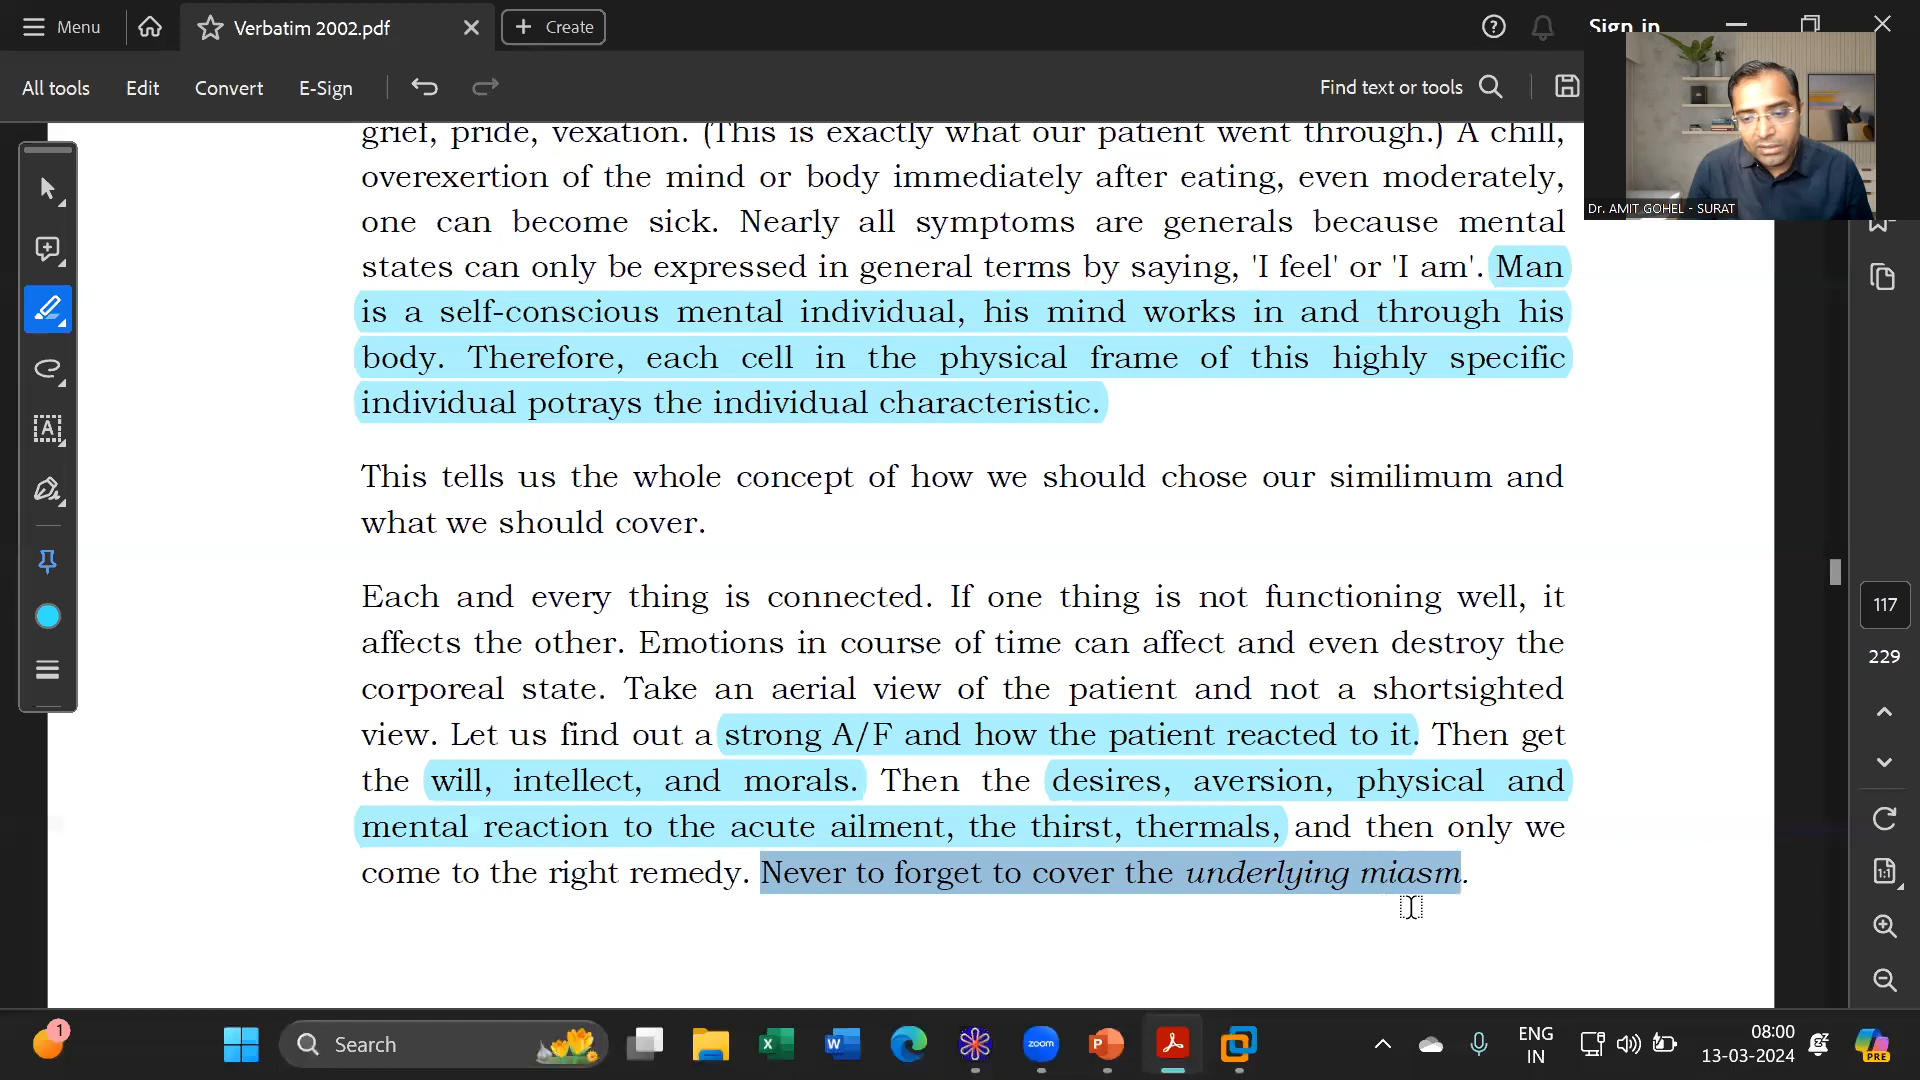 Menu
Verbatim 2002.pdf
Create
Sign in
All tools
Edit
Convert
E-Sign
Find text or tools
Dr. AMIT GOHEL - SURAT
grief, pride, vexation. (This is exactly what our patient went through.) A chill,
overexertion of the mind or body immediately after eating, even moderately,
one can become sick. Nearly all symptoms are generals because mental
states can only be expressed in general terms by saying, 'I feel' or 'I am'. Man
is a self-conscious mental individual, his mind works in and through his
body. Therefore, each cell in the physical frame of this highly specific
individual potrays the individual characteristic.
This tells us the whole concept of how we should chose our similimum and
what we should cover.
Each and every thing is connected. If one thing is not functioning well, it
affects the other. Emotions in course of time can affect and even destroy the
corporeal state. Take an aerial view of the patient and not a shortsighted
view. Let us find out a strong A/F and how the patient reacted to it. Then get
the will, intellect, and morals. Then the desires, aversion, physical and
mental reaction to the acute ailment, the thirst, thermals, and then only we
come to the right remedy. Never to forget to cover the underlying miasm.
117
229
1:1
1
Search
zoom
ENG
IN
08:00
13-03-2024
PRE